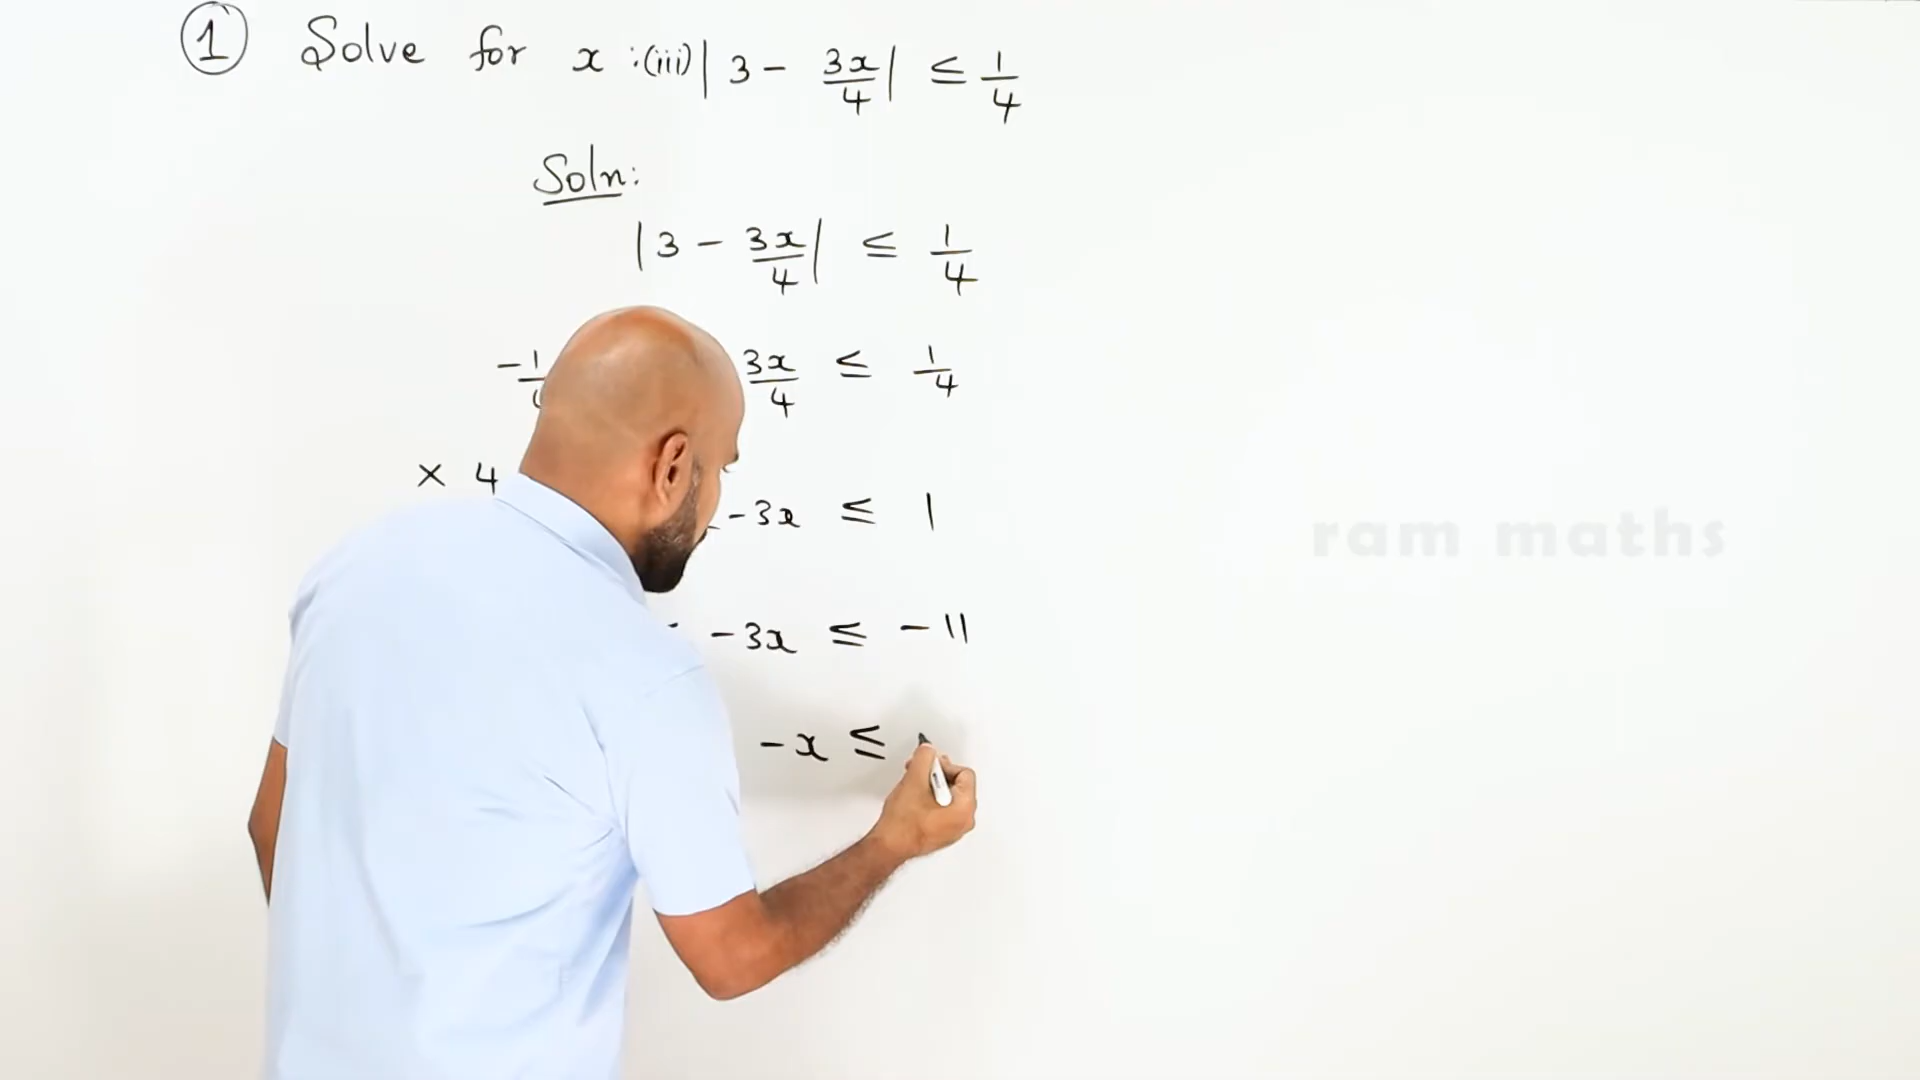 ① Solve for x :(iii) | 3 - 3x/4 | ≤ 1/4
Soln:
| 3 - 3x/4 | ≤ 1/4
-1 3x/4 ≤ 1/4
× 4
-3x ≤ 1
-3x ≤ -11
-x ≤
ram maths